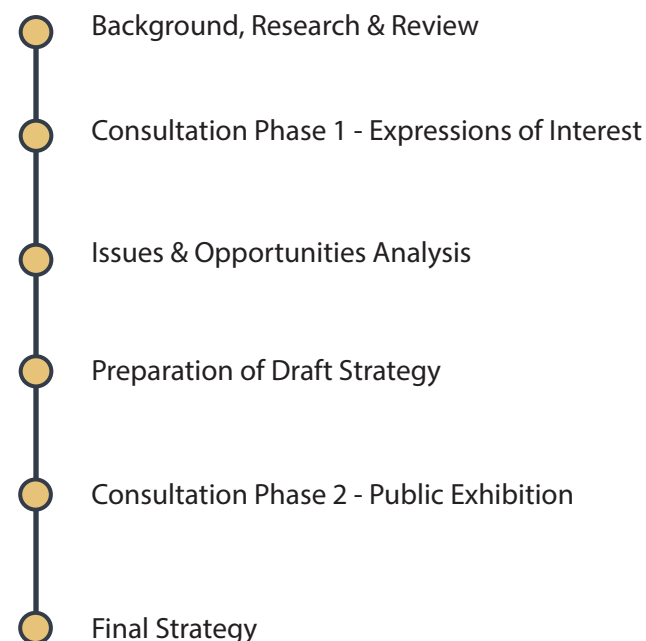 Background, Research & Review
Consultation Phase 1 - Expressions of Interest
Issues & Opportunities Analysis
Preparation of Draft Strategy
Consultation Phase 2 - Public Exhibition
Final Strategy